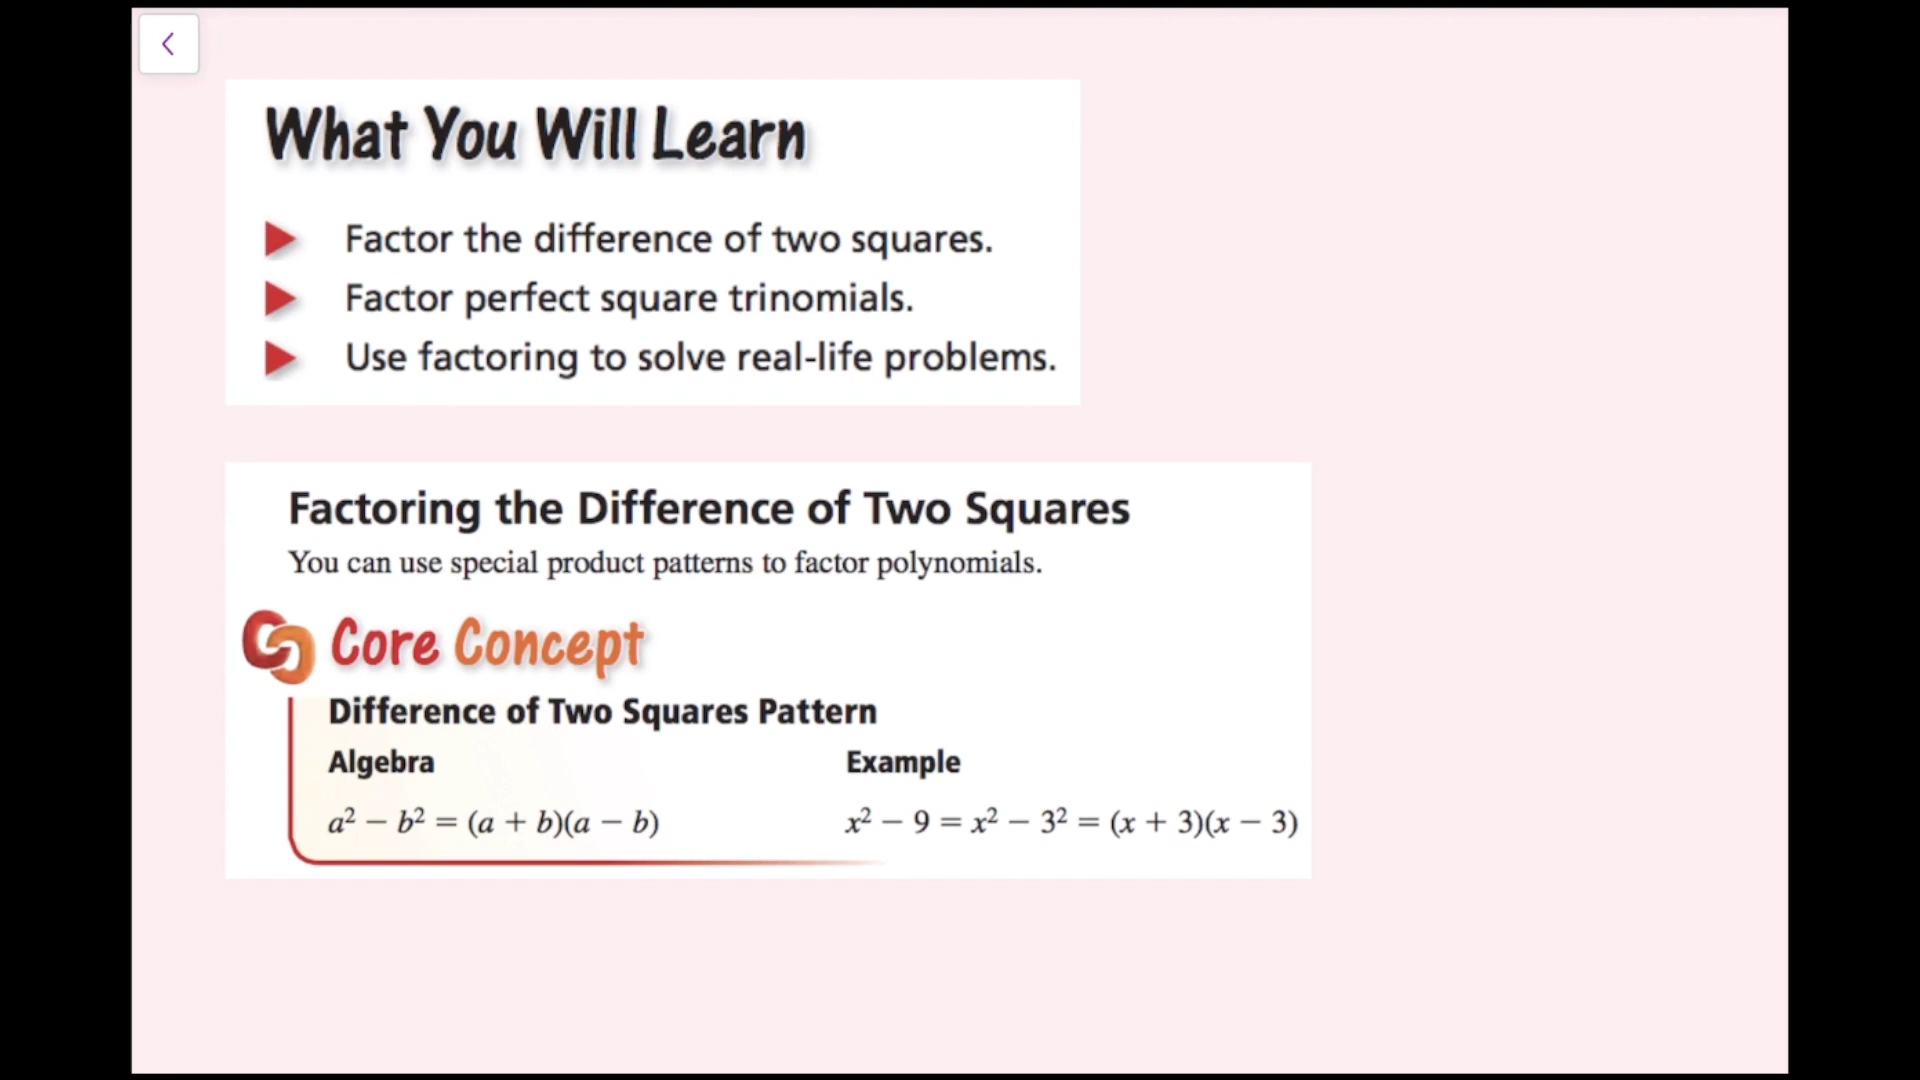 What You Will Learn
Factor the difference of two squares.
Factor perfect square trinomials.
Use factoring to solve real-life problems.
Factoring the Difference of Two Squares
You can use special product patterns to factor polynomials.
Core Concept
Difference of Two Squares Pattern
Algebra Example
a² − b² = (a + b)(a − b) x² − 9 = x² − 3² = (x + 3)(x − 3)